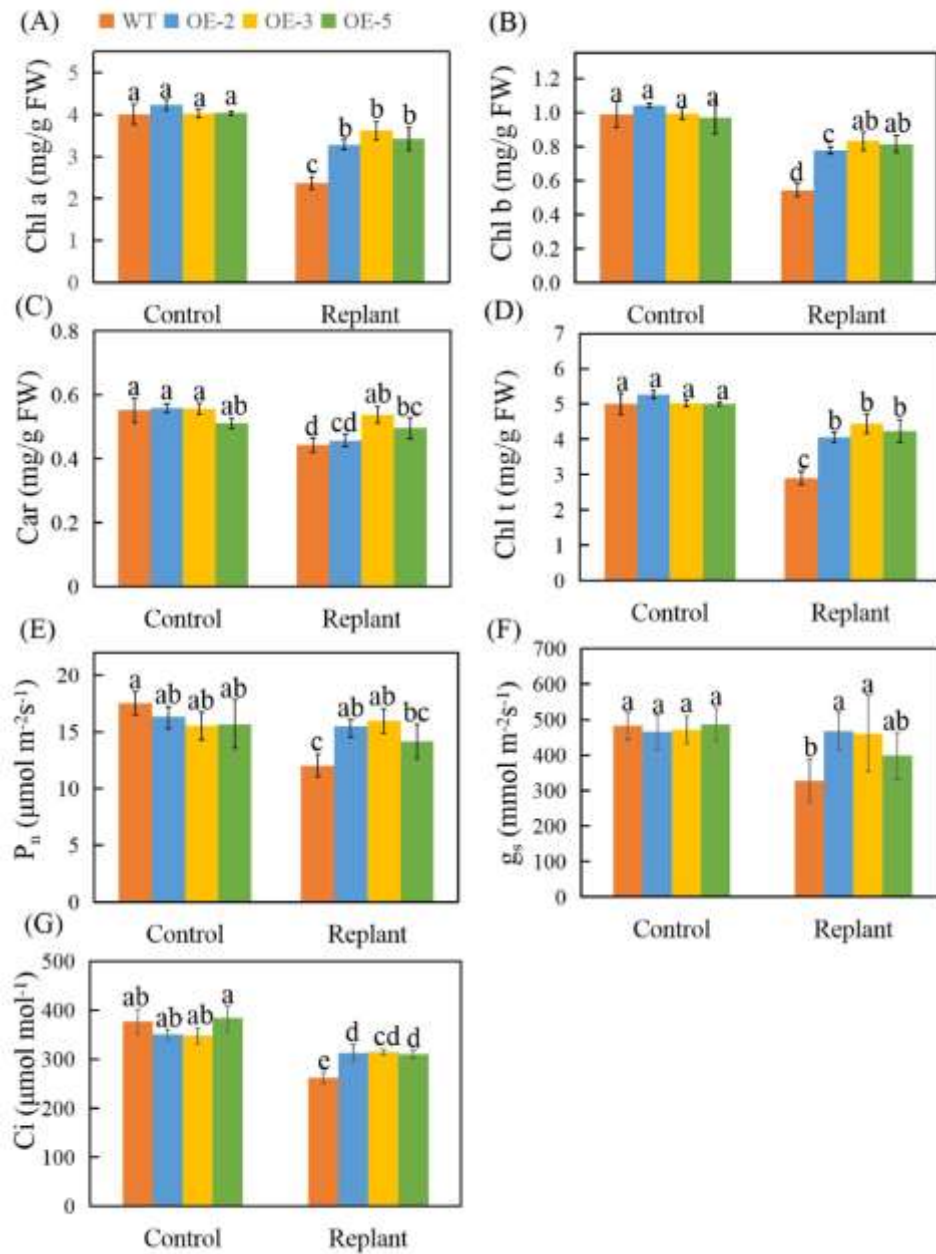 (A) WT OE-2 OE-3 OE-5
Chl a (mg/g FW)
5
4
3
2
1
0
a a a a
c b b b
Control Replant
(B)
Chl b (mg/g FW)
1.2
1.0
0.8
0.6
0.4
0.2
0.0
a a a a
d c ab ab
Control Replant
(C)
Car (mg/g FW)
0.8
0.6
0.4
0.2
0
a a a ab
d cd ab bc
Control Replant
(D)
Chl t (mg/g FW)
7
6
5
4
3
2
1
0
a a a a
c b b b
Control Replant
(E)
Pₙ (μmol m⁻²s⁻¹)
20
15
10
5
0
a ab ab ab
c ab ab bc
Control Replant
(F)
gₛ (mmol m⁻²s⁻¹)
700
600
500
400
300
200
100
0
a a a a
b a a ab
Control Replant
(G)
Ci (μmol mol⁻¹)
500
400
300
200
100
0
ab ab ab a
e d cd d
Control Replant